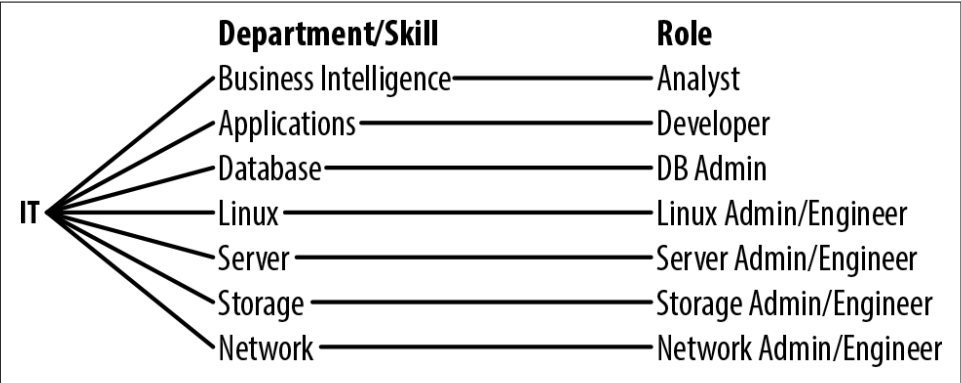 Department/Skill Role
Business Intelligence Analyst
Applications Developer
Database DB Admin
IT Linux Linux Admin/Engineer
Server Server Admin/Engineer
Storage Storage Admin/Engineer
Network Network Admin/Engineer